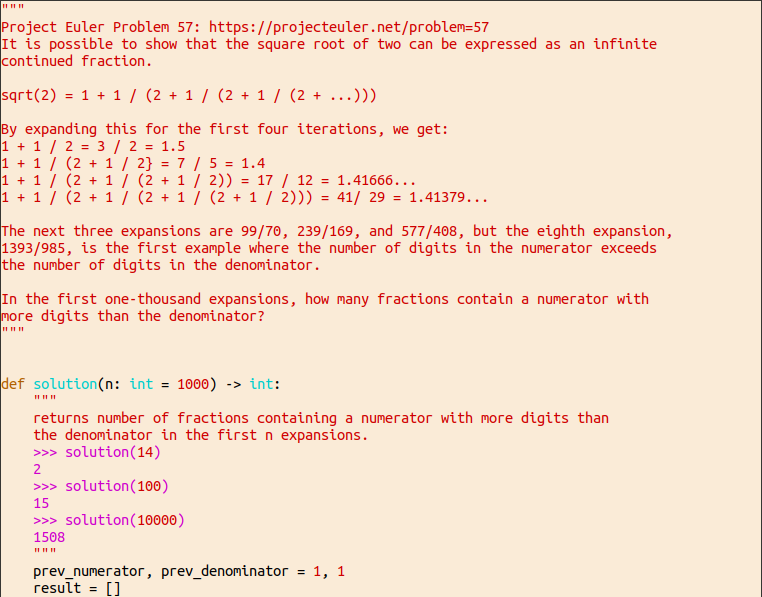 """
Project Euler Problem 57: https://projecteuler.net/problem=57
It is possible to show that the square root of two can be expressed as an infinite
continued fraction.

sqrt(2) = 1 + 1 / (2 + 1 / (2 + 1 / (2 + ...)))

By expanding this for the first four iterations, we get:
1 + 1 / 2 = 3 / 2 = 1.5
1 + 1 / (2 + 1 / 2} = 7 / 5 = 1.4
1 + 1 / (2 + 1 / (2 + 1 / 2)) = 17 / 12 = 1.41666...
1 + 1 / (2 + 1 / (2 + 1 / (2 + 1 / 2))) = 41/ 29 = 1.41379...

The next three expansions are 99/70, 239/169, and 577/408, but the eighth expansion,
1393/985, is the first example where the number of digits in the numerator exceeds
the number of digits in the denominator.

In the first one-thousand expansions, how many fractions contain a numerator with
more digits than the denominator?
"""


def solution(n: int = 1000) -> int:
    """
    returns number of fractions containing a numerator with more digits than
    the denominator in the first n expansions.
    >>> solution(14)
    2
    >>> solution(100)
    15
    >>> solution(10000)
    1508
    """
    prev_numerator, prev_denominator = 1, 1
    result = []